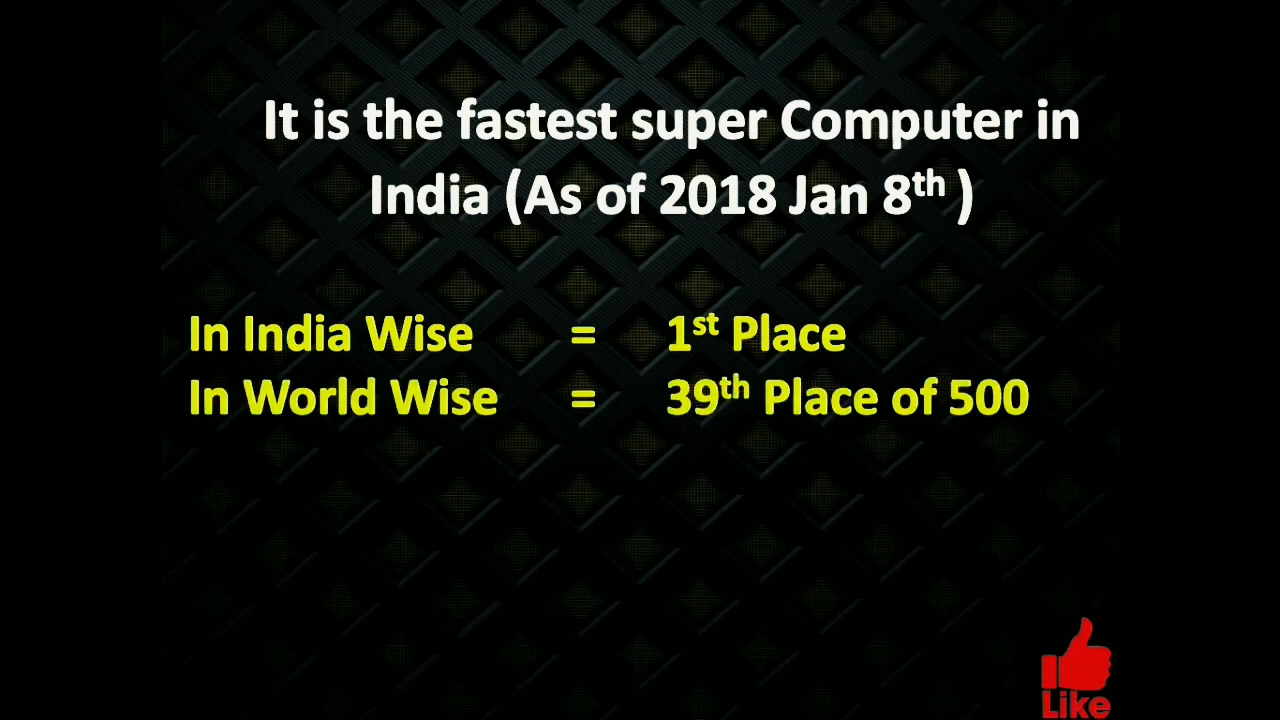 It is the fastest super Computer in
India (As of 2018 Jan 8th )
In India Wise = 1st Place
In World Wise = 39th Place of 500
Like